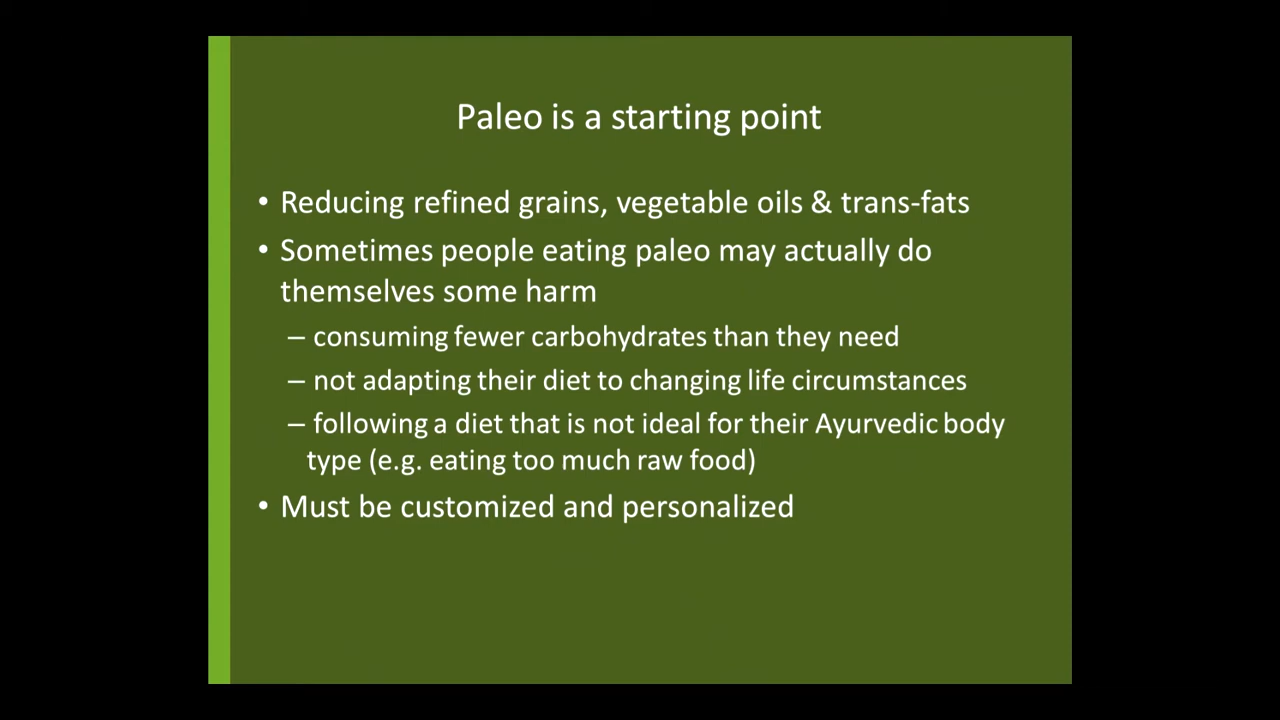 Paleo is a starting point
• Reducing refined grains, vegetable oils & trans-fats
• Sometimes people eating paleo may actually do
themselves some harm
– consuming fewer carbohydrates than they need
– not adapting their diet to changing life circumstances
– following a diet that is not ideal for their Ayurvedic body
type (e.g. eating too much raw food)
• Must be customized and personalized